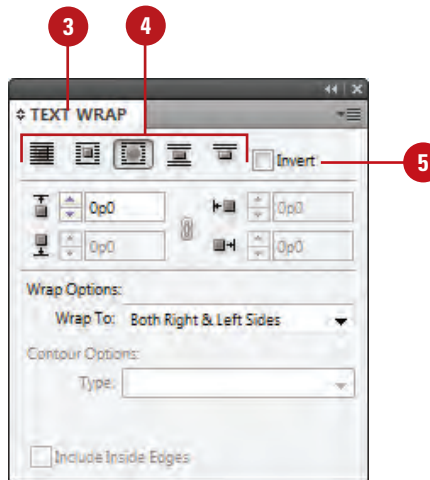 3 4
TEXT WRAP
Invert
5
0p0 0p0
0p0 0p0
Wrap Options:
Wrap To: Both Right & Left Sides
Contour Options:
Type:
Include Inside Edges